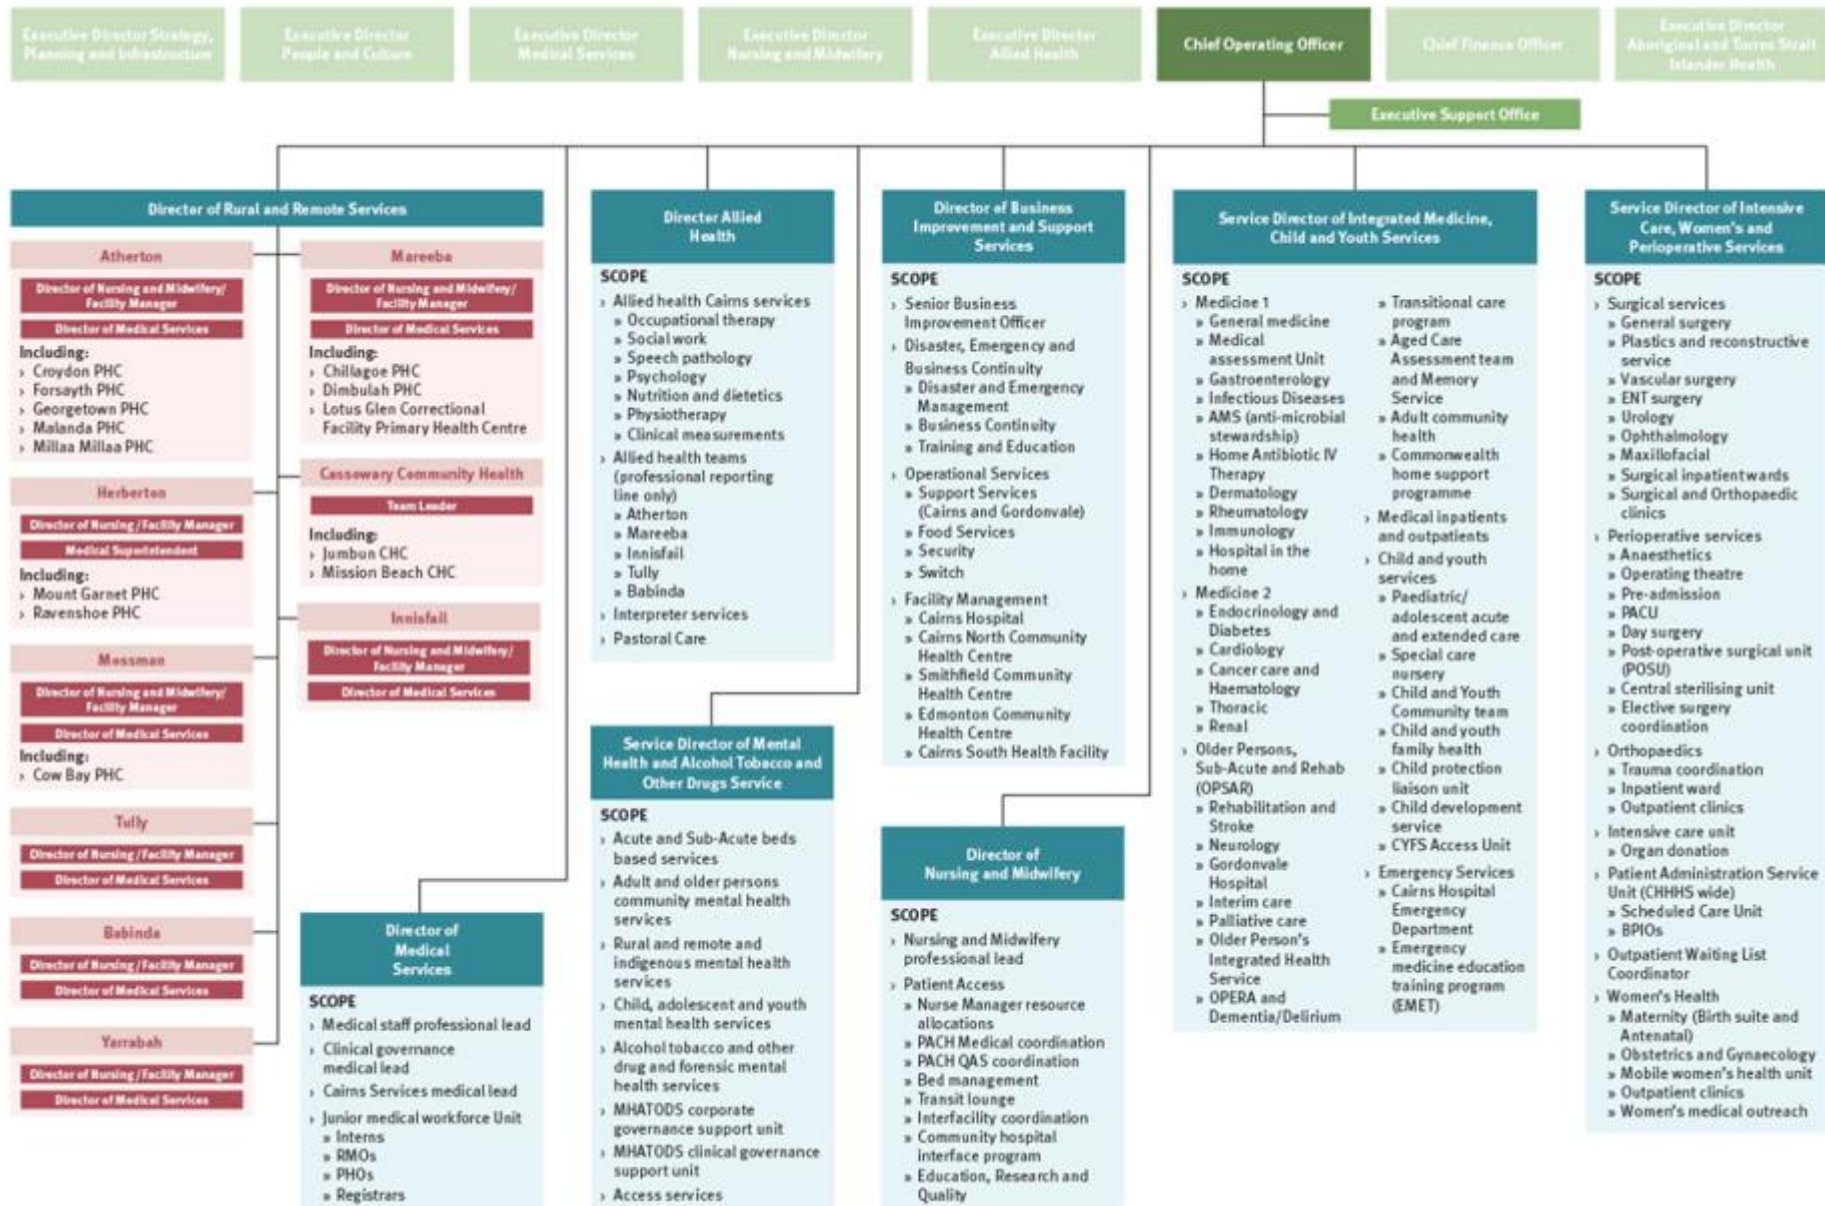 Executive Director Strategy,
Planning and Infrastructure
Executive Director
People and Culture
Executive Director
Medical Services
Executive Director
Nursing and Midwifery
Executive Director
Allied Health
Chief Operating Officer
Chief Finance Officer
Executive Director
Aboriginal and Torres Strait
Islander Health
Executive Support Office
Director of Rural and Remote Services
Atherton
Director of Nursing and Midwifery/
Facility Manager
Director of Medical Services
Including:
› Croydon PHC
› Forsayth PHC
› Georgetown PHC
› Malanda PHC
› Millaa Millaa PHC
Herberton
Director of Nursing /Facility Manager
Medical Superintendent
Including:
› Mount Garnet PHC
› Ravenshoe PHC
Mossman
Director of Nursing and Midwifery/
Facility Manager
Director of Medical Services
Including:
› Cow Bay PHC
Tully
Director of Nursing /Facility Manager
Director of Medical Services
Babinda
Director of Nursing /Facility Manager
Director of Medical Services
Yarrabah
Director of Nursing /Facility Manager
Director of Medical Services
Mareeba
Director of Nursing and Midwifery/
Facility Manager
Director of Medical Services
Including:
› Chillagoe PHC
› Dimbulah PHC
› Lotus Glen Correctional
Facility Primary Health Centre
Cassowary Community Health
Team Leader
Including:
› Jumbun CHC
› Mission Beach CHC
Innisfail
Director of Nursing and Midwifery/
Facility Manager
Director of Medical Services
Director of
Medical
Services
SCOPE
› Medical staff professional lead
› Clinical governance
medical lead
› Cairns Services medical lead
› Junior medical workforce Unit
» Interns
» RMOs
» PHOs
» Registrars
Director Allied
Health
SCOPE
› Allied health Cairns services
» Occupational therapy
» Social work
» Speech pathology
» Psychology
» Nutrition and dietetics
» Physiotherapy
» Clinical measurements
› Allied health teams
(professional reporting
line only)
» Atherton
» Mareeba
» Innisfail
» Tully
» Babinda
› Interpreter services
› Pastoral Care
Service Director of Mental
Health and Alcohol Tobacco and
Other Drugs Service
SCOPE
› Acute and Sub-Acute beds
based services
› Adult and older persons
community mental health
services
› Rural and remote and
indigenous mental health
services
› Child, adolescent and youth
mental health services
› Alcohol tobacco and other
drug and forensic mental
health services
› MHATODS corporate
governance support unit
› MHATODS clinical governance
support unit
› Access services
Director of Business
Improvement and Support
Services
SCOPE
› Senior Business
Improvement Officer
› Disaster, Emergency and
Business Continuity
» Disaster and Emergency
Management
» Business Continuity
» Training and Education
› Operational Services
» Support Services
(Cairns and Gordonvale)
» Food Services
» Security
» Switch
› Facility Management
» Cairns Hospital
» Cairns North Community
Health Centre
» Smithfield Community
Health Centre
» Edmonton Community
Health Centre
» Cairns South Health Facility
Director of
Nursing and Midwifery
SCOPE
› Nursing and Midwifery
professional lead
› Patient Access
» Nurse Manager resource
allocations
» PACH Medical coordination
» PACH QAS coordination
» Bed management
» Transit lounge
» Interfacility coordination
» Community hospital
interface program
» Education, Research and
Quality
Service Director of Integrated Medicine,
Child and Youth Services
SCOPE
› Medicine 1
» General medicine
» Medical
assessment Unit
» Gastroenterology
» Infectious Diseases
» AMS (anti-microbial
stewardship)
» Home Antibiotic IV
Therapy
» Dermatology
» Rheumatology
» Immunology
» Hospital in the
home
› Medicine 2
» Endocrinology and
Diabetes
» Cardiology
» Cancer care and
Haematology
» Thoracic
» Renal
› Older Persons,
Sub-Acute and Rehab
(OPSAR)
» Rehabilitation and
Stroke
» Neurology
» Gordonvale
Hospital
» Interim care
» Palliative care
» Older Person's
Integrated Health
Service
» OPERA and
Dementia/Delirium
» Transitional care
program
» Aged Care
Assessment team
and Memory
Service
» Adult community
health
» Commonwealth
home support
programme
› Medical inpatients
and outpatients
› Child and youth
services
» Paediatric/
adolescent acute
and extended care
» Special care
nursery
» Child and Youth
Community team
» Child and youth
family health
» Child protection
liaison unit
» Child development
service
» CYFS Access Unit
› Emergency Services
» Cairns Hospital
Emergency
Department
» Emergency
medicine education
training program
(EMET)
Service Director of Intensive
Care, Women's and
Perioperative Services
SCOPE
› Surgical services
» General surgery
» Plastics and reconstructive
service
» Vascular surgery
» ENT surgery
» Urology
» Ophthalmology
» Maxillofacial
» Surgical inpatient wards
» Surgical and Orthopaedic
clinics
› Perioperative services
» Anaesthetics
» Operating theatre
» Pre-admission
» PACU
» Day surgery
» Post-operative surgical unit
(POSU)
» Central sterilising unit
» Elective surgery
coordination
› Orthopaedics
» Trauma coordination
» Inpatient ward
» Outpatient clinics
› Intensive care unit
» Organ donation
› Patient Administration Service
Unit (CHHHS wide)
» Scheduled Care Unit
» BPIOs
› Outpatient Waiting List
Coordinator
› Women's Health
» Maternity (Birth suite and
Antenatal)
» Obstetrics and Gynaecology
» Mobile women's health unit
» Outpatient clinics
» Women's medical outreach